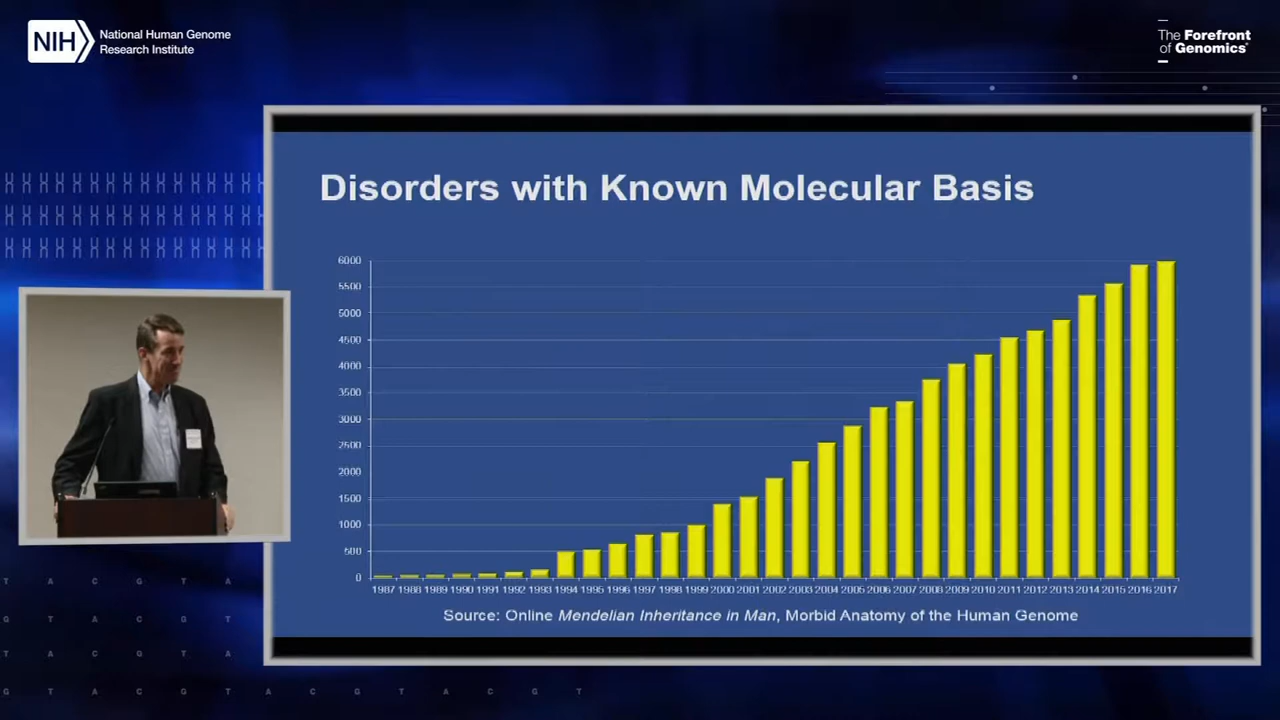 NIH
National Human Genome
Research Institute
The Forefront
of Genomics®
Disorders with Known Molecular Basis
6000
5500
5000
4500
4000
3500
3000
2500
2000
1500
1000
500
0
1987 1988 1989 1990 1991 1992 1993 1994 1995 1996 1997 1998 1999 2000 2001 2002 2003 2004 2005 2006 2007 2008 2009 2010 2011 2012 2013 2014 2015 2016 2017
Source: Online Mendelian Inheritance in Man, Morbid Anatomy of the Human Genome
T A C G T A
G T A C G T
T A C G T A
G T A C G T A C G T A C G T